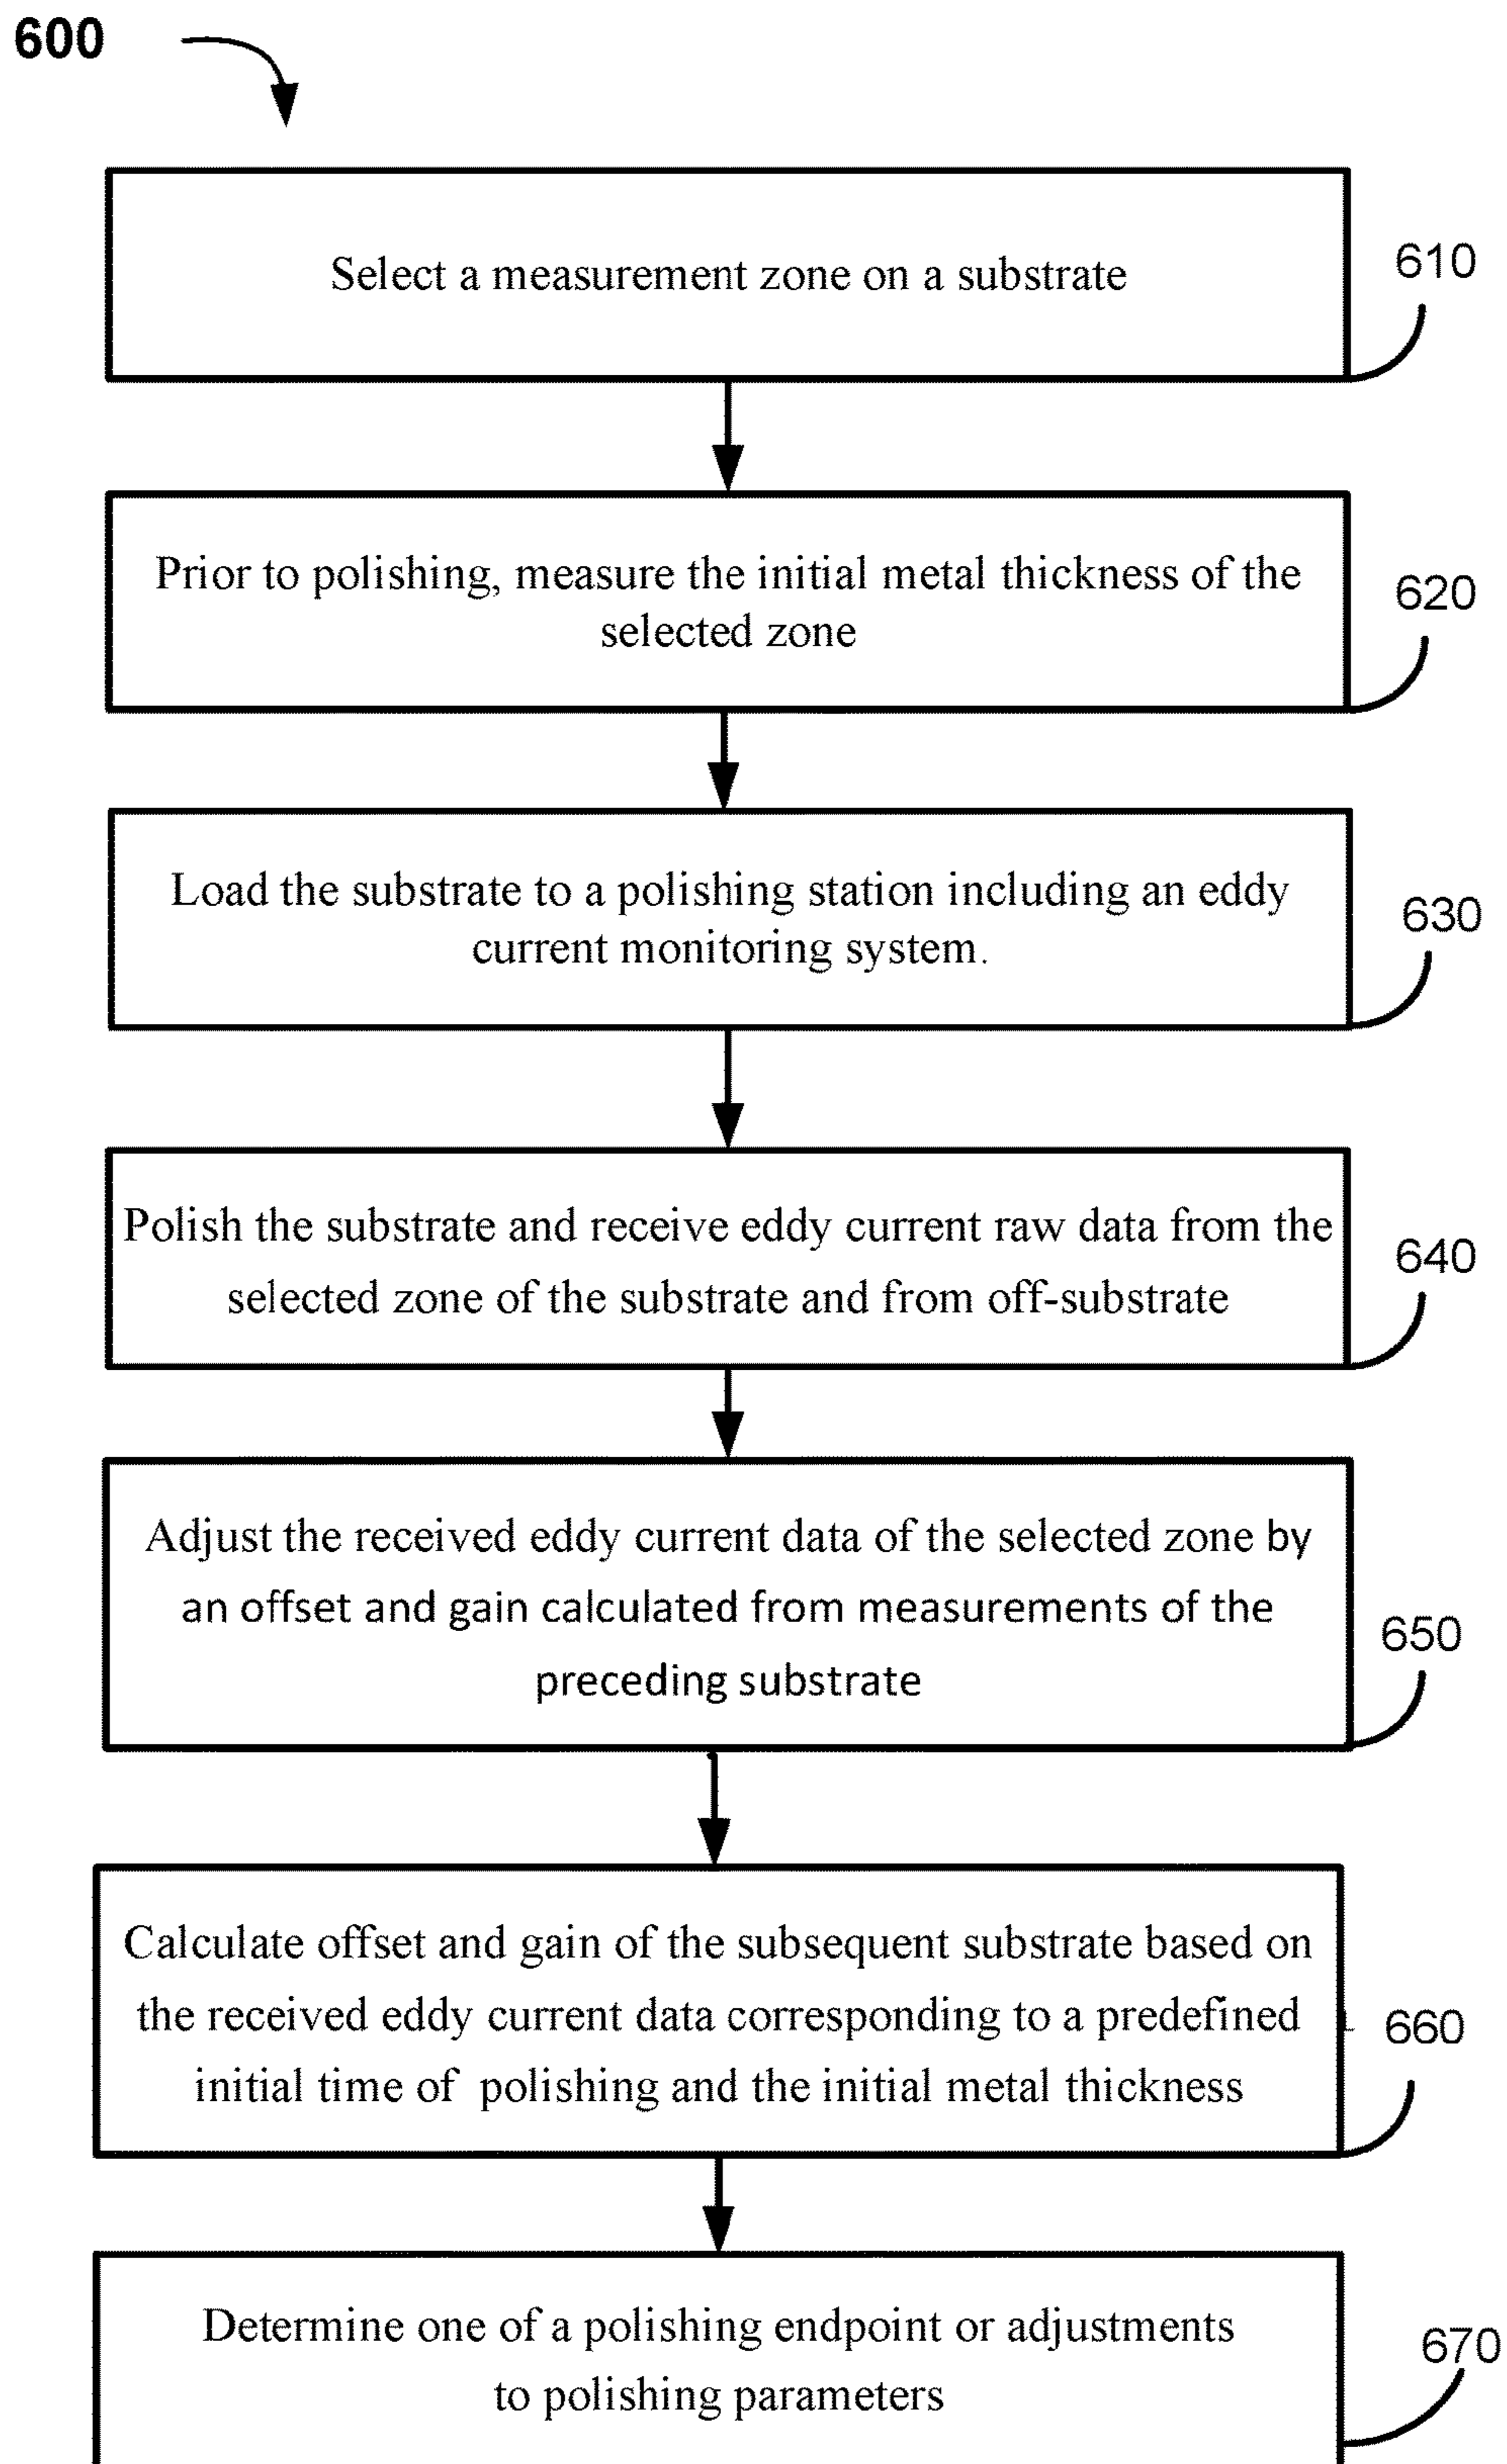 600
Select a measurement zone on a substrate
610
Prior to polishing, measure the initial metal thickness of the
selected zone
620
Load the substrate to a polishing station including an eddy
current monitoring system.
630
Polish the substrate and receive eddy current raw data from the
selected zone of the substrate and from off-substrate
640
Adjust the received eddy current data of the selected zone by
an offset and gain calculated from measurements of the
preceding substrate
650
Calculate offset and gain of the subsequent substrate based on
the received eddy current data corresponding to a predefined
initial time of polishing and the initial metal thickness
660
Determine one of a polishing endpoint or adjustments
to polishing parameters
670